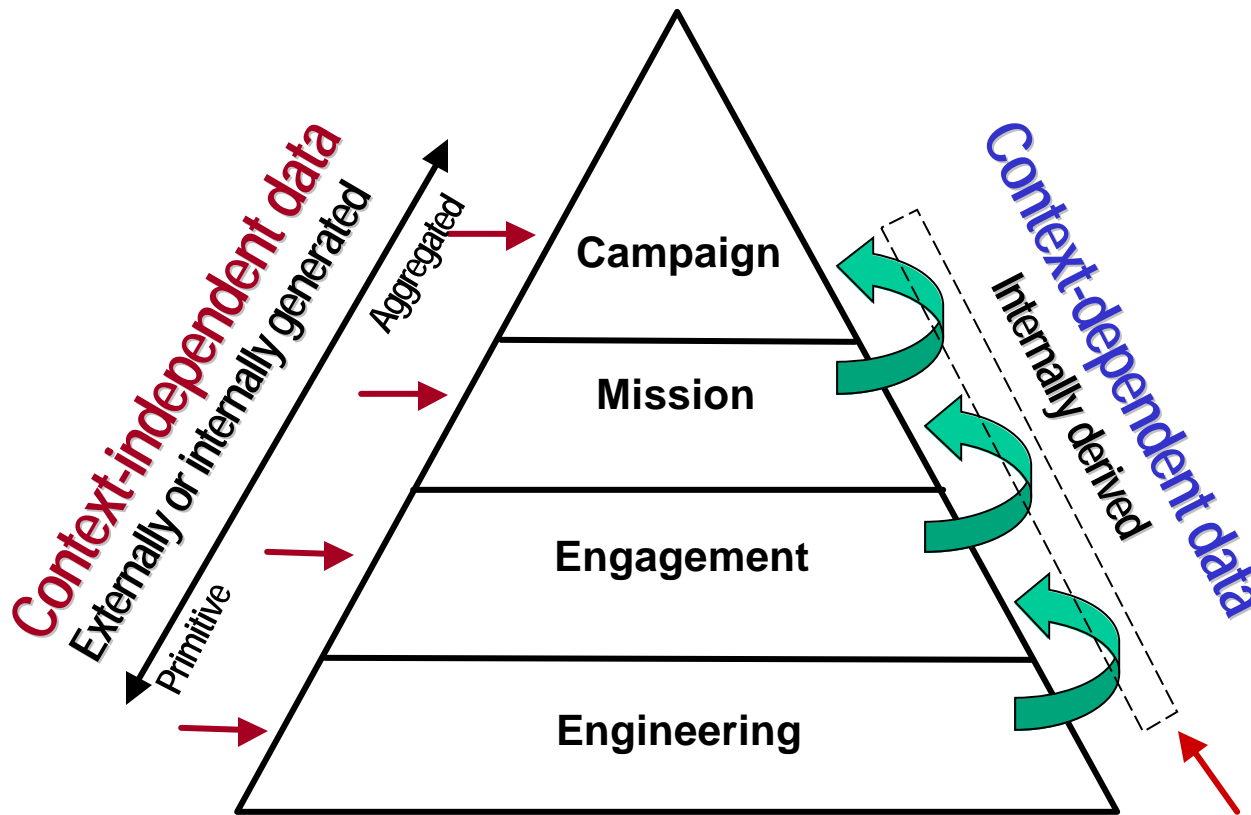 Context-independent data
Externally or internally generated
Aggregated
Primitive
Campaign
Mission
Engagement
Engineering
Internally derived
Context-dependent data